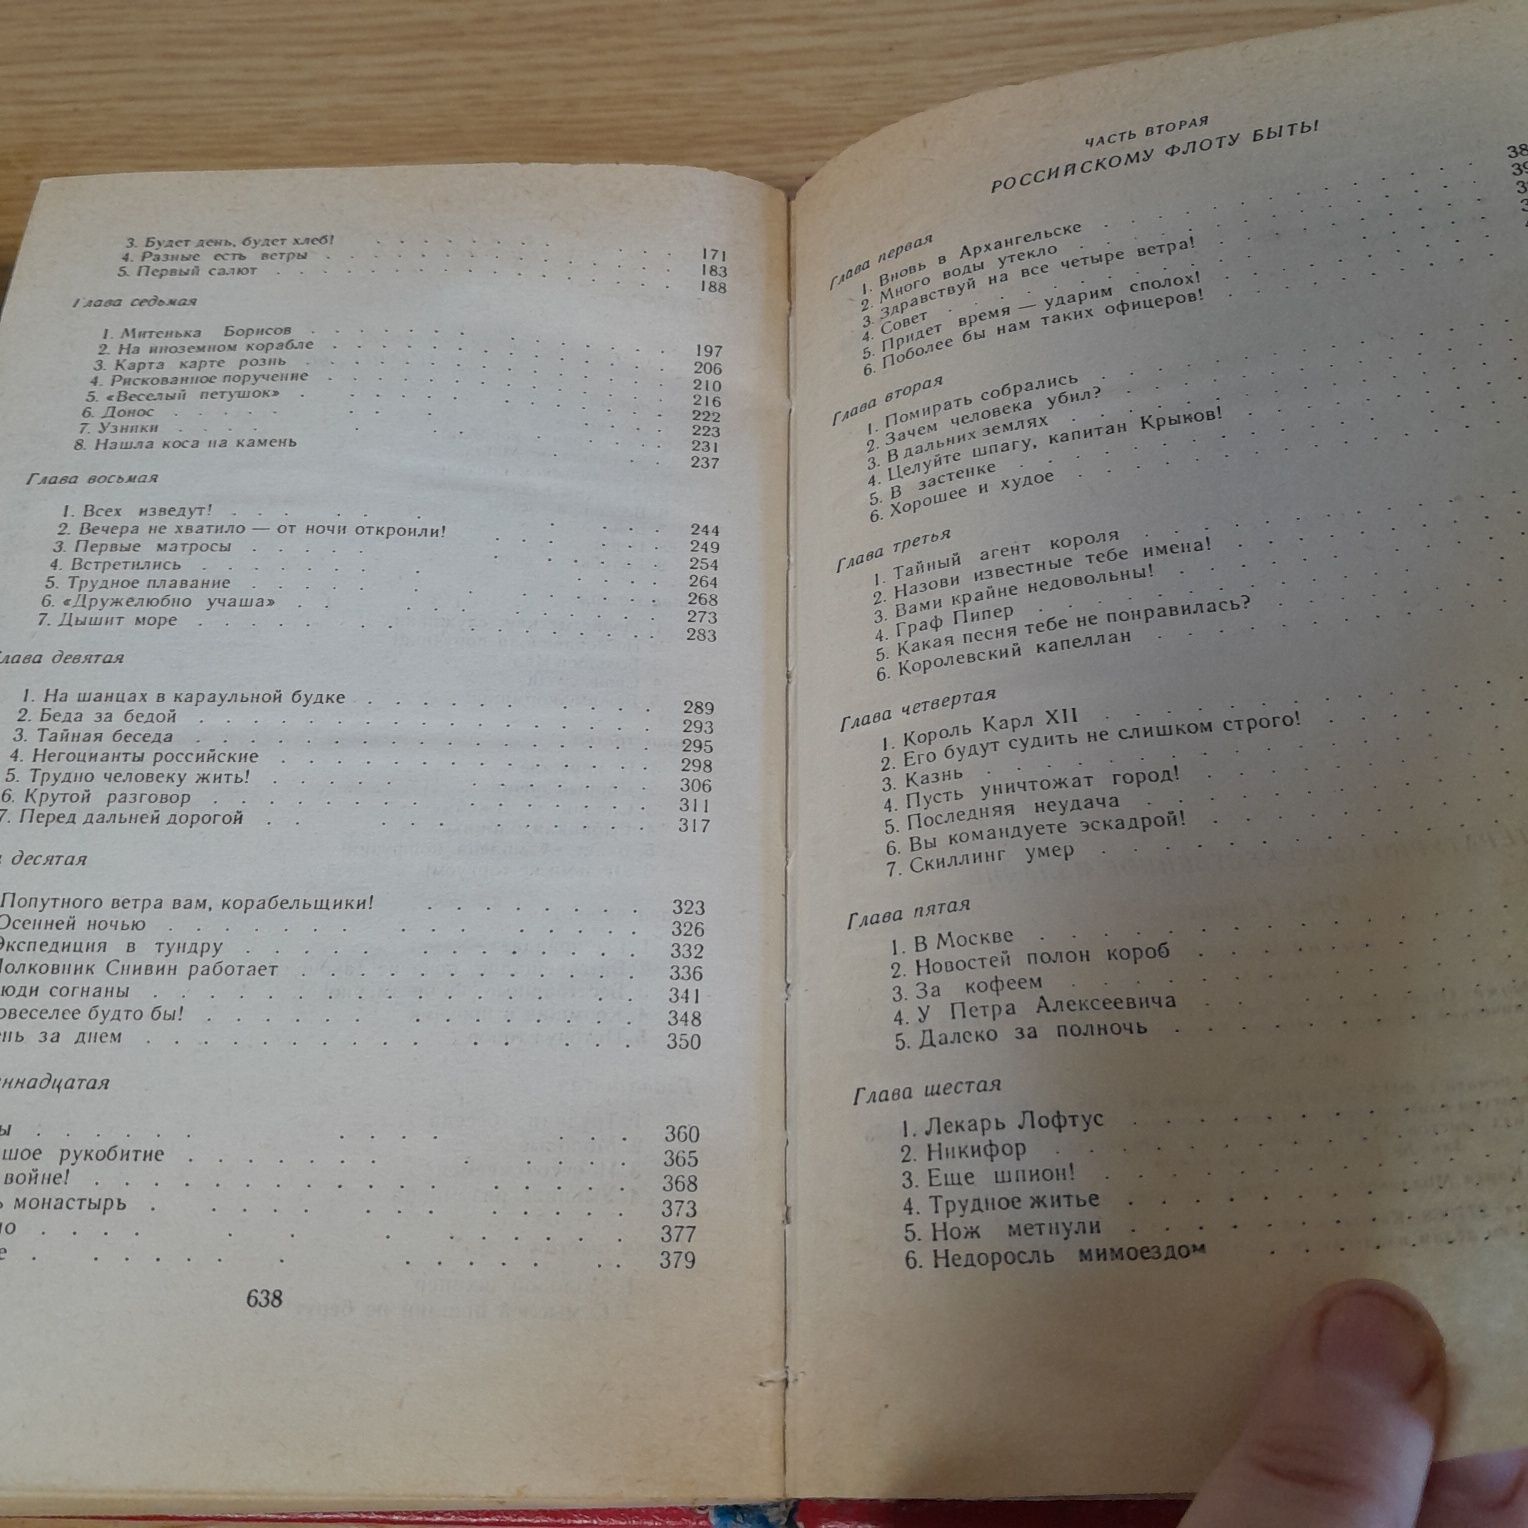 3. Будет день, будет хлеб! . . . . . . . 171
4. Разные есть ветры . . . . . . . 183
5. Первый салют . . . . . . . 188
Глава седьмая
1. Митенька Борисов . . . . . . . 197
2. На иноземном корабле . . . . . . . 206
3. Карта карте рознь . . . . . . . 210
4. Рискованное поручение . . . . . . . 216
5. «Веселый петушок» . . . . . . . 222
6. Донос . . . . . . . 223
7. Узники . . . . . . . 231
8. Нашла коса на камень . . 237
Глава восьмая
1. Всех изведут! . . . . . . . 244
2. Вечера не хватило — от ночи откроили! . . . . 249
3. Первые матросы . . . . . . . 254
4. Встретились . . . . . . . 264
5. Трудное плавание . . . . . . . 268
6. «Дружелюбно учаша» . . . . . . . 273
7. Дышит море . . . . . . . 283
лава девятая
1. На шанцах в караульной будке . . . . . . . 289
2. Беда за бедой . . . . . . . 293
3. Тайная беседа . . . . . . . 295
4. Негоцианты российские . . . . . . . 298
5. Трудно человеку жить! . . . . . . . 306
6. Крутой разговор . . . . . . . 311
7. Перед дальней дорогой . . . . . . . 317
десятая
Попутного ветра вам, корабельщики! . . . . . . . 323
Осенней ночью . . . . . . . 326
Экспедиция в тундру . . . . . . . 332
Полковник Снивин работает . . . . . . . 336
юди согнаны . . . . . . . 341
овеселее будто бы! . . . . . . . 348
ень за днем . . . . . . . 350
ннадцатая
ы . . . . . . . 360
шое рукобитие . . . . . . . 365
войне! . . . . . . . 368
ь монастырь . . . . . . . 373
но . . . . . . . 377
е . . . . . . . 379
638
ЧАСТЬ ВТОРАЯ
РОССИЙСКОМУ ФЛОТУ БЫТЬ!
Глава первая
1. Вновь в Архангельске . . . . . . . 38
2. Много воды утекло . . . . . . . 39
3. Здравствуй на все четыре ветра! . . . . . . .
4. Совет . . . . . . .
5. Придет время — ударим сполох! . . . . . . .
6. Поболее бы нам таких офицеров! . . . .
Глава вторая
1. Помирать собрались . . . . . . .
2. Зачем человека убил? . . . . . . .
3. В дальних землях . . . . . . .
4. Целуйте шпагу, капитан Крыков! . . . . . . .
5. В застенке . . . . . . .
6. Хорошее и худое . . . . . . .
Глава третья
1. Тайный агент короля . . . . . . .
2. Назови известные тебе имена! . . . . . . .
3. Вами крайне недовольны! . . . . . . .
4. Граф Пипер . . . . . . .
5. Какая песня тебе не понравилась? . . . . . . .
6. Королевский капеллан . . . . . . .
Глава четвертая
1. Король Карл XII . . . . . . .
2. Его будут судить не слишком строго! . . . .
3. Казнь . . . . . . .
4. Пусть уничтожат город! . . . . . . .
5. Последняя неудача . . . . . . .
6. Вы командуете эскадрой! . . . . . . .
7. Скиллинг умер . . . . . . .
Глава пятая
1. В Москве . . . . . . .
2. Новостей полон короб . . . . . . .
3. За кофеем . . . . . . .
4. У Петра Алексеевича . . . . . . .
5. Далеко за полночь . . . . . . .
Глава шестая
1. Лекарь Лофтус . . . . . . .
2. Никифор . . . . . . .
3. Еще шпион! . . . . . . .
4. Трудное житье . . . . . . .
5. Нож метнули . . . . . . .
6. Недоросль мимоездом . . . . .